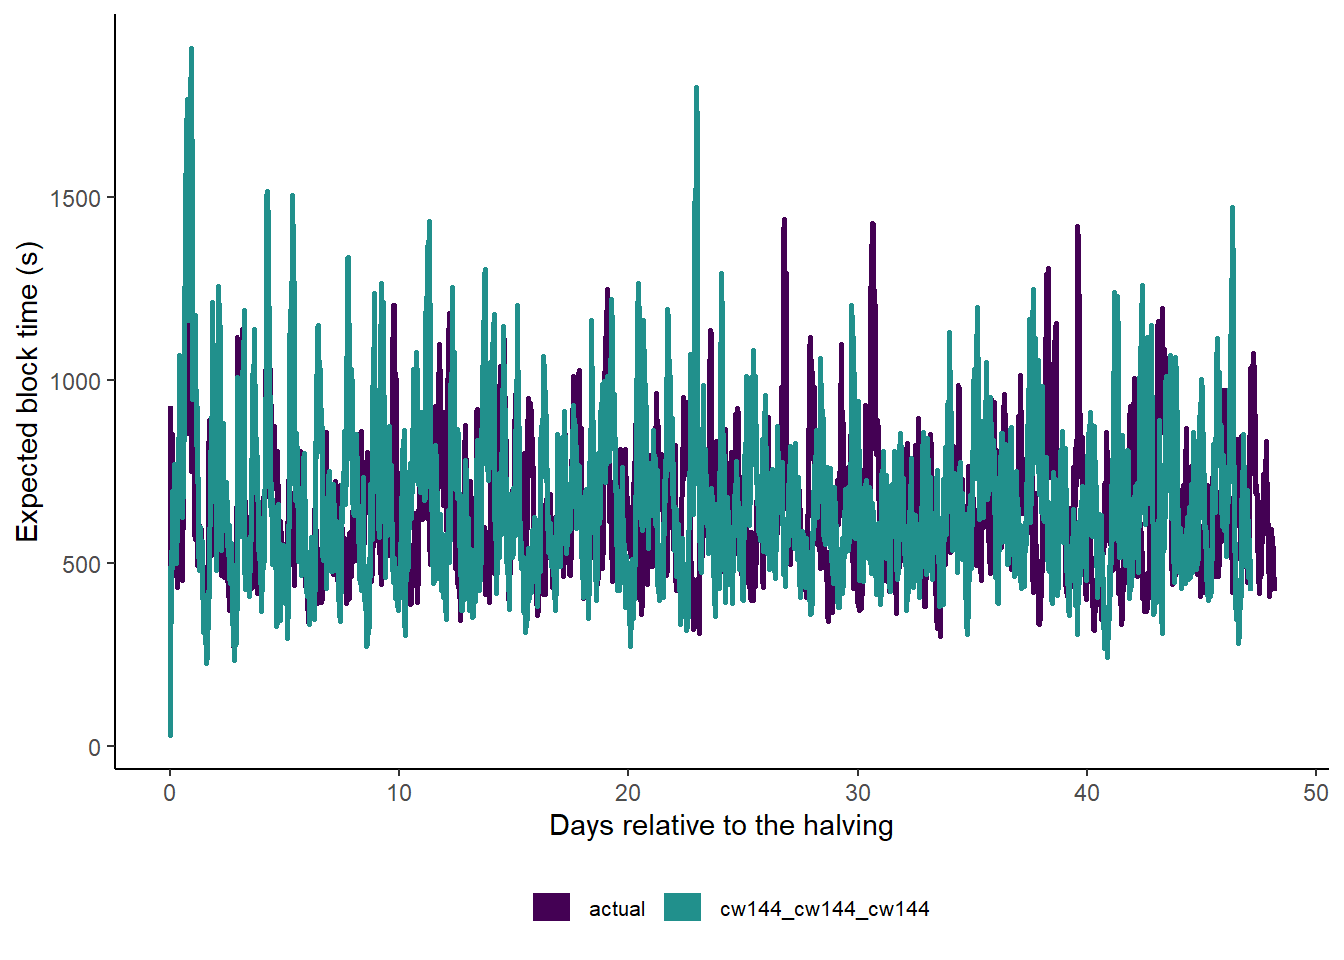 Expected block time (s)
1500
1000
500
0
0 10 20 30 40 50
Days relative to the halving
actual cw144_cw144_cw144